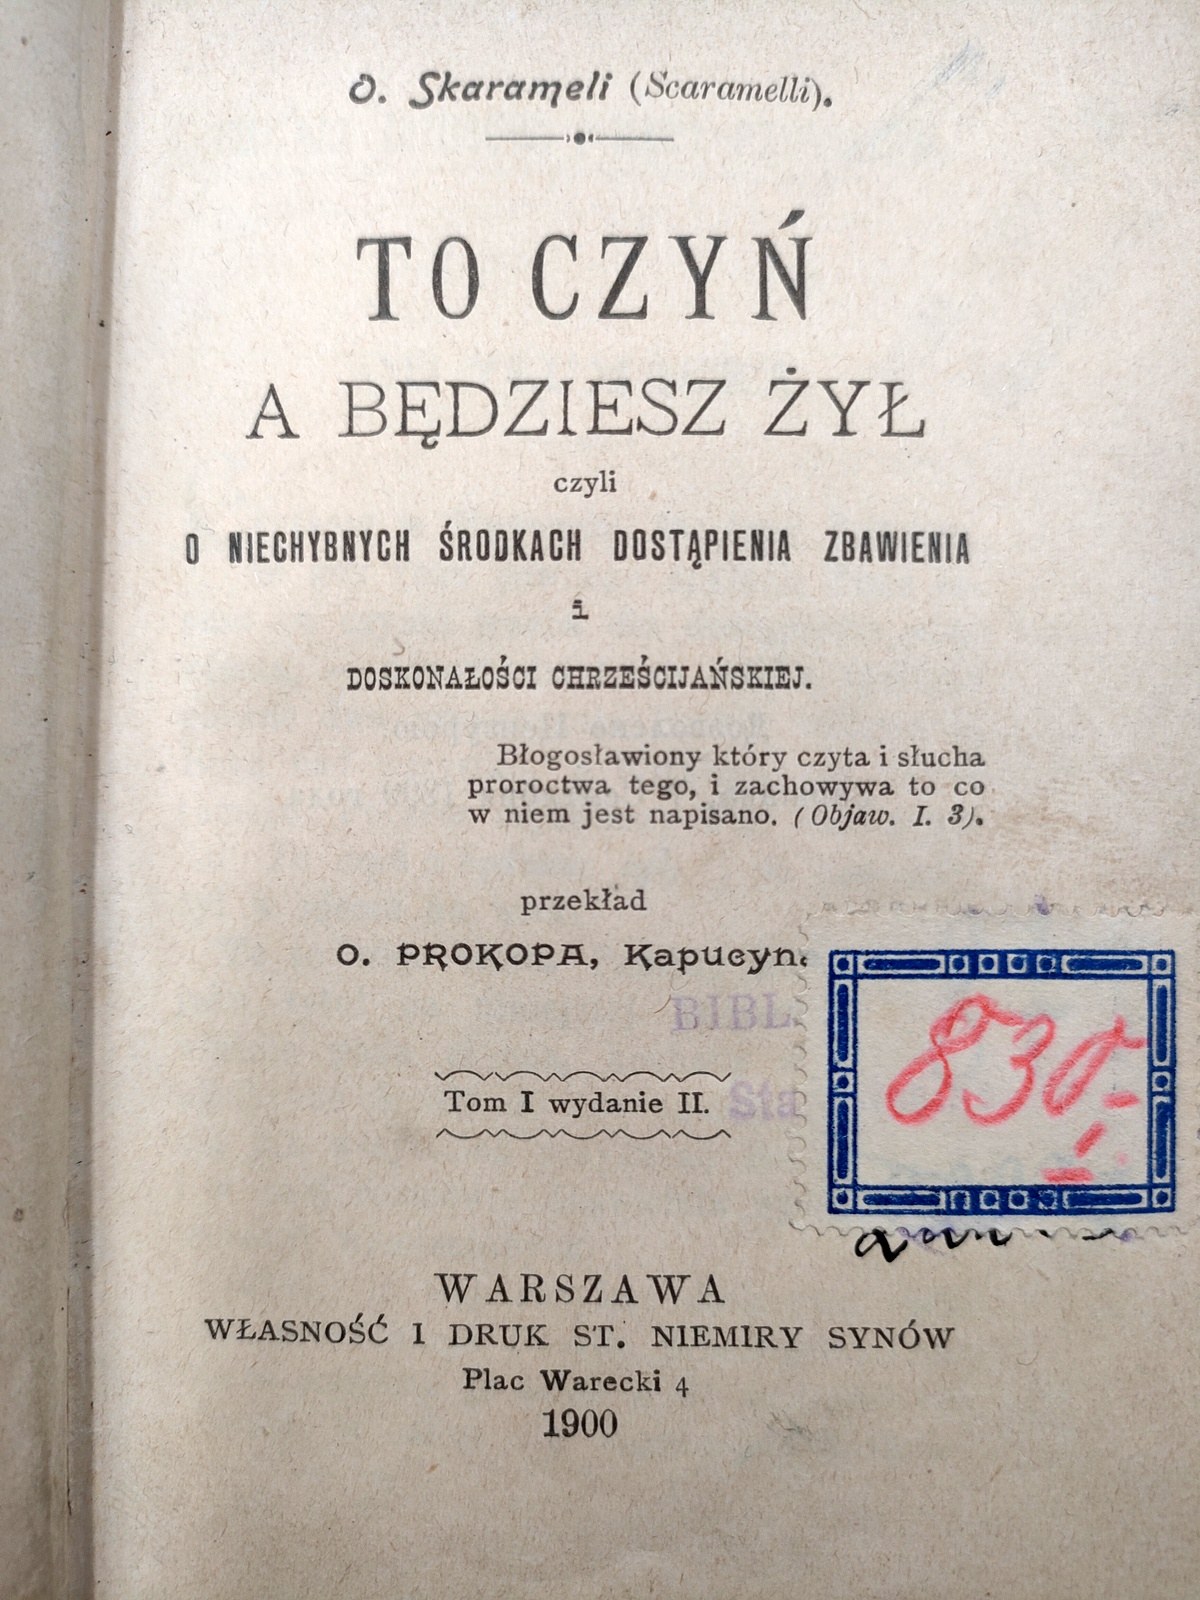 O. Skarameli (Scaramelli).
TO CZYŃ
A BĘDZIESZ ŻYŁ
czyli
O NIECHYBNYCH ŚRODKACH DOSTĄPIENIA ZBAWIENIA
i
DOSKONAŁOŚCI CHRZEŚCIJAŃSKIEJ.
Błogosławiony który czyta i słucha
proroctwa tego, i zachowywa to co
w niem jest napisano. (Objaw. I. 3).
przekład
O. PROKOPA, Kapucyn
BIBL
Tom I wydanie II.
Sta
830-
WARSZAWA
WŁASNOŚĆ I DRUK ST. NIEMIRY SYNÓW
Plac Warecki 4
1900